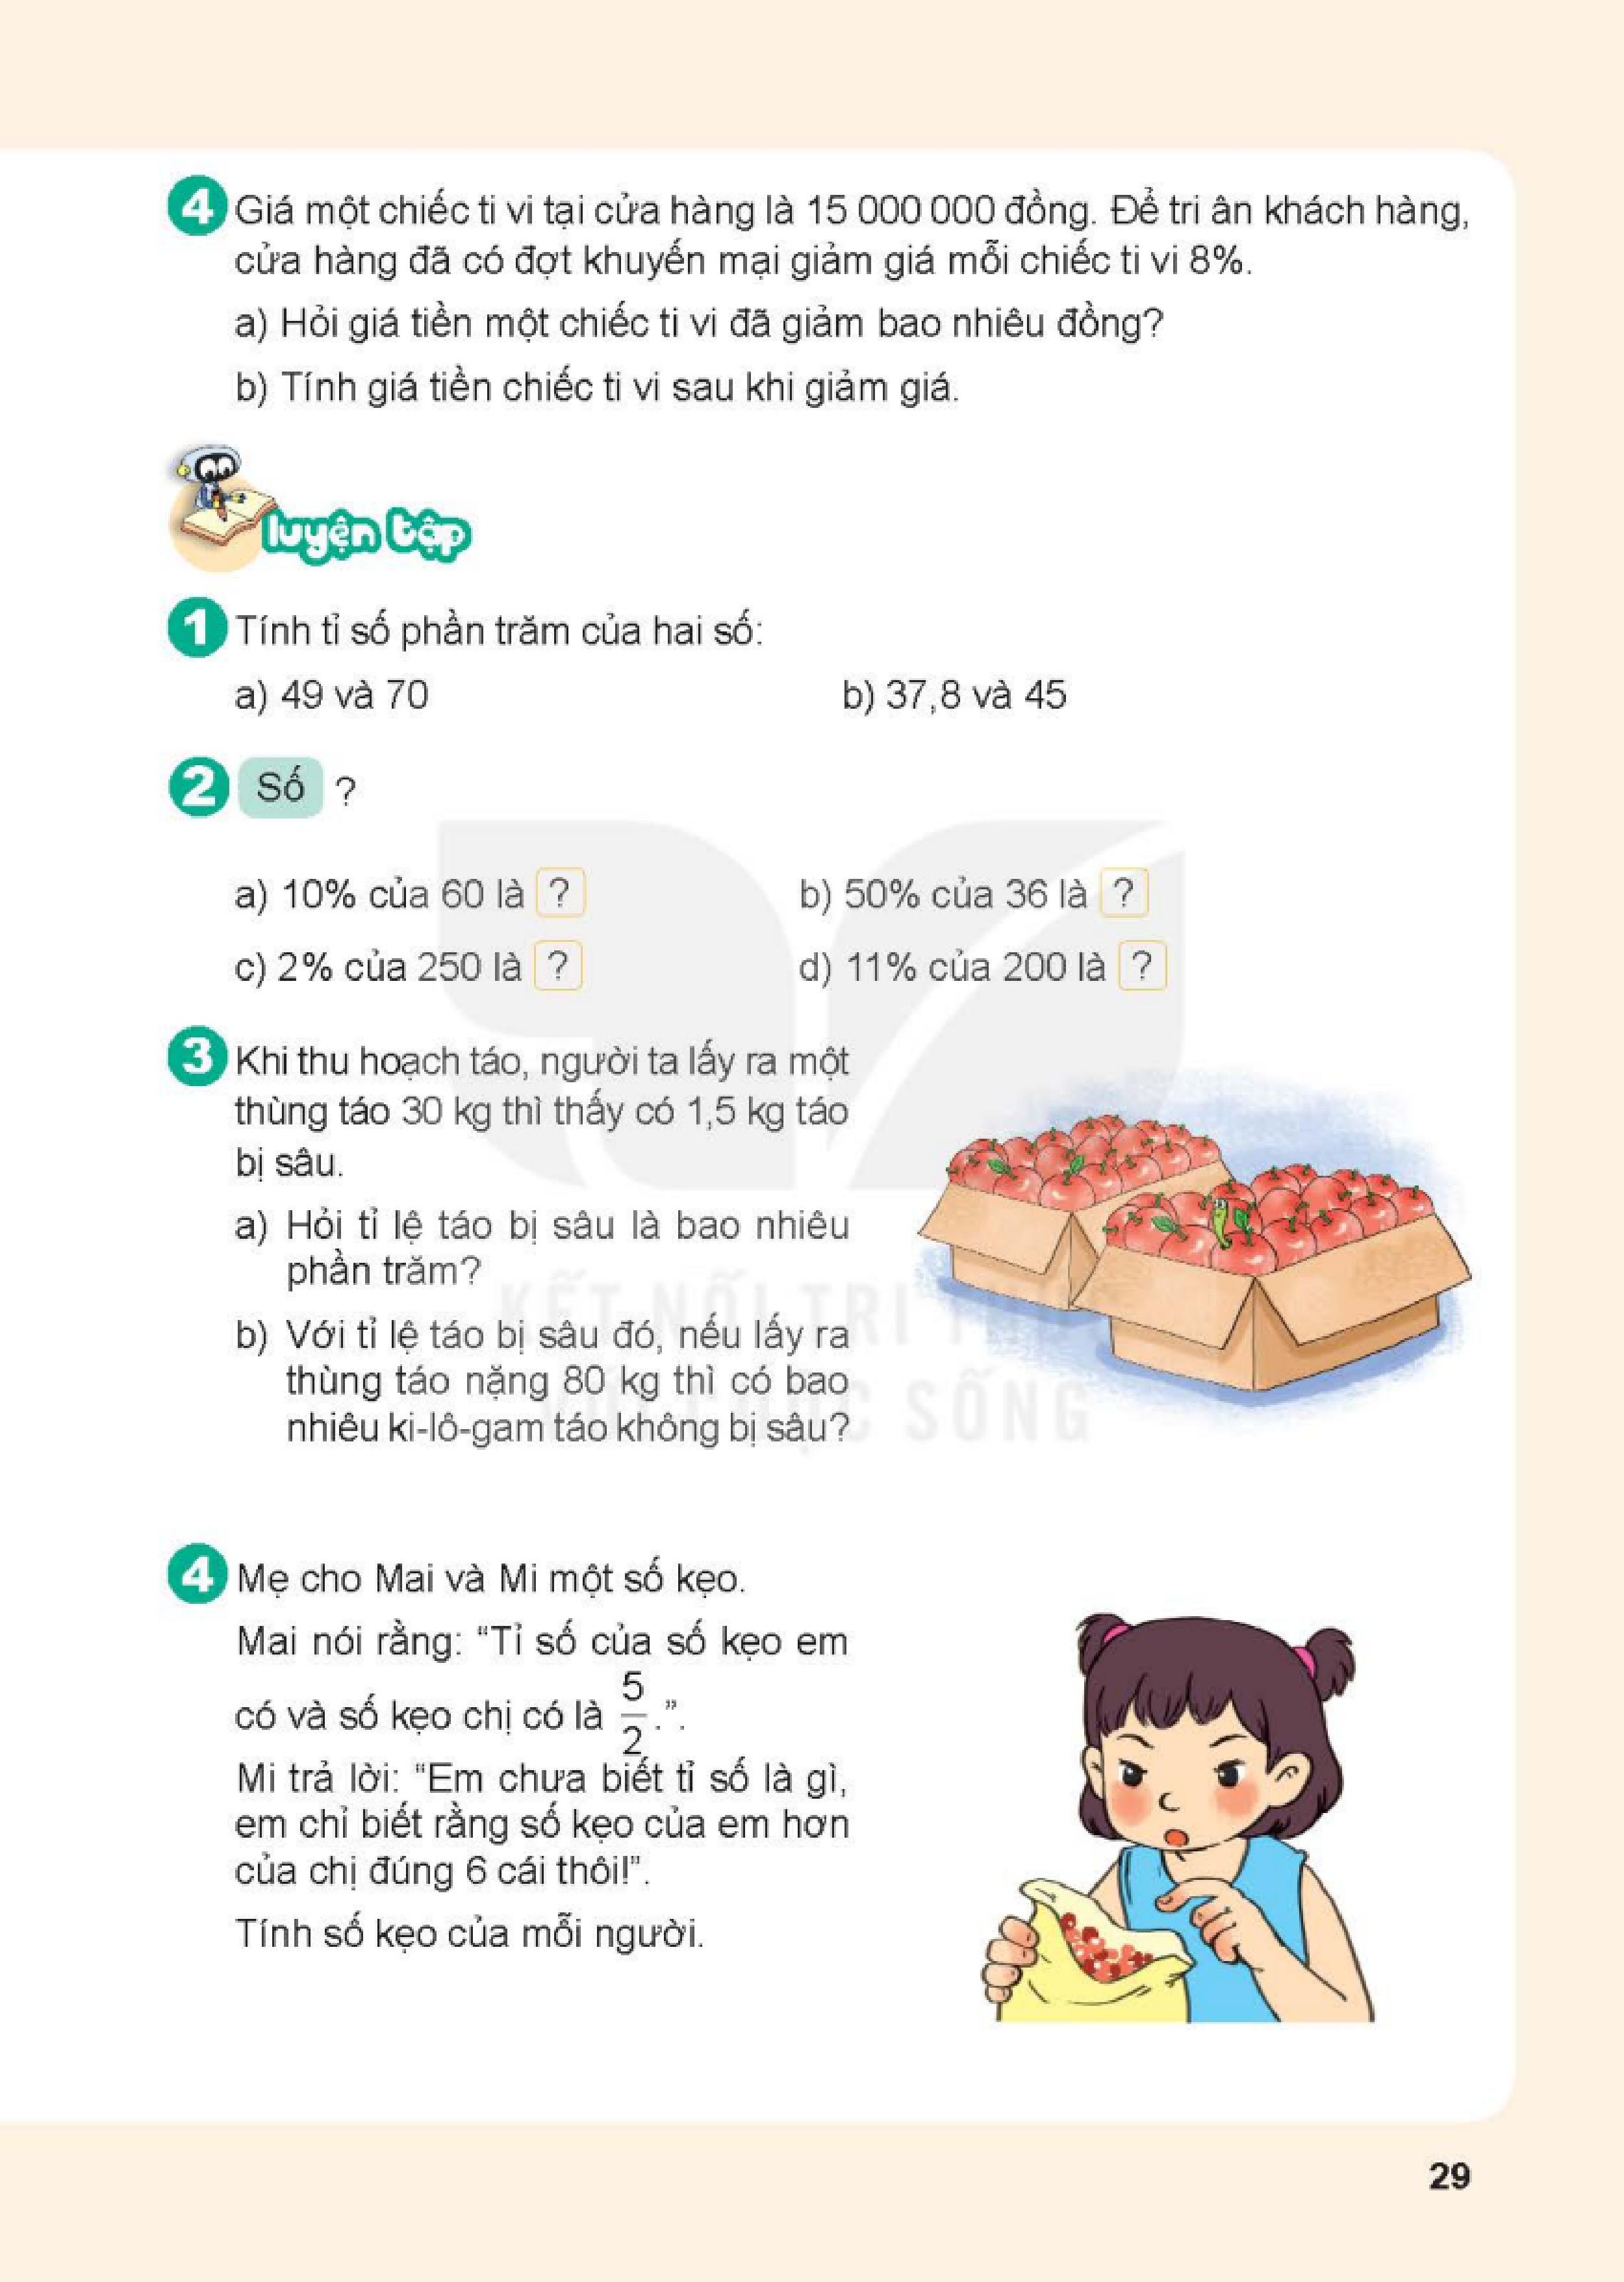 4 Giá một chiếc ti vi tại cửa hàng là 15 000 000 đồng. Để tri ân khách hàng,
cửa hàng đã có đợt khuyến mại giảm giá mỗi chiếc ti vi 8%.
a) Hỏi giá tiền một chiếc ti vi đã giảm bao nhiêu đồng?
b) Tính giá tiền chiếc ti vi sau khi giảm giá.
luyện tập
1 Tính tỉ số phần trăm của hai số:
a) 49 và 70 b) 37,8 và 45
2 Số ?
a) 10% của 60 là ? b) 50% của 36 là ?
c) 2% của 250 là ? d) 11% của 200 là ?
3 Khi thu hoạch táo, người ta lấy ra một
thùng táo 30 kg thì thấy có 1,5 kg táo
bị sâu.
a) Hỏi tỉ lệ táo bị sâu là bao nhiêu
phần trăm?
b) Với tỉ lệ táo bị sâu đó, nếu lấy ra
thùng táo nặng 80 kg thì có bao
nhiêu ki-lô-gam táo không bị sâu?
KẾT NỐI TRI THỨC
VỚI CUỘC SỐNG
4 Mẹ cho Mai và Mi một số kẹo.
Mai nói rằng: “Tỉ số của số kẹo em
có và số kẹo chị có là 5/2.”.
Mi trả lời: “Em chưa biết tỉ số là gì,
em chỉ biết rằng số kẹo của em hơn
của chị đúng 6 cái thôi!”.
Tính số kẹo của mỗi người.
29